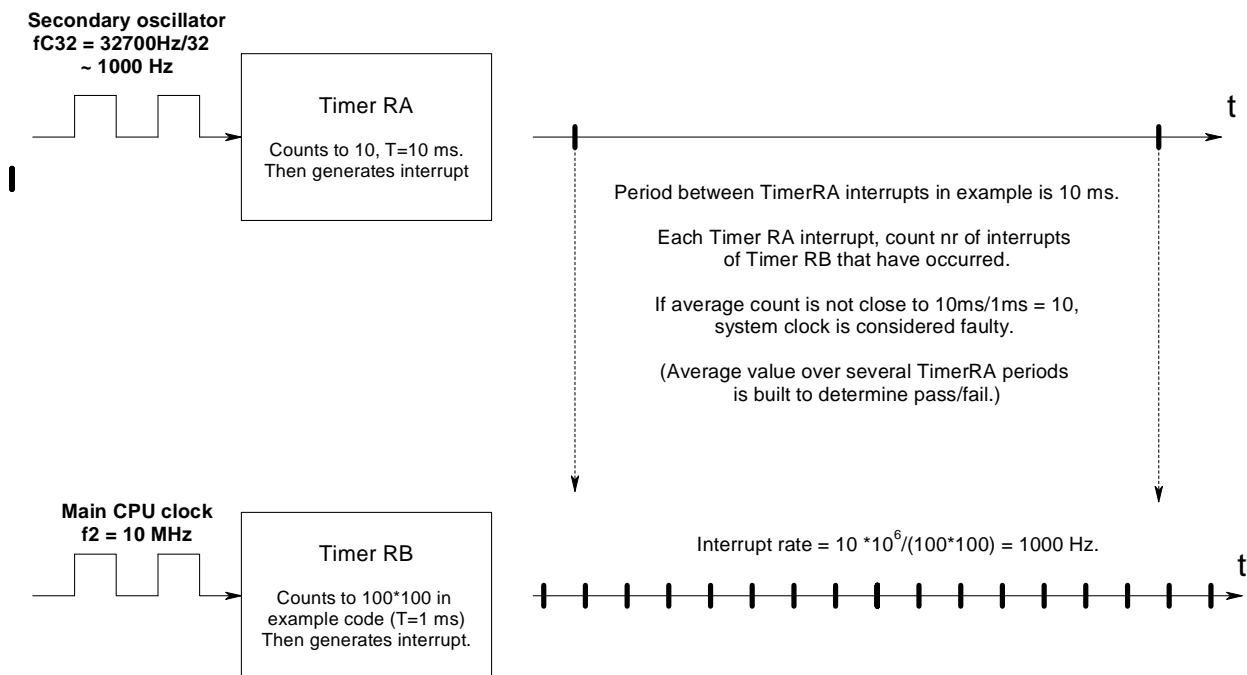 Secondary oscillator
fC32 = 32700Hz/32
~ 1000 Hz
Timer RA
Counts to 10, T=10 ms.
Then generates interrupt
t
Period between TimerRA interrupts in example is 10 ms.
Each Timer RA interrupt, count nr of interrupts
of Timer RB that have occurred.
If average count is not close to 10ms/1ms = 10,
system clock is considered faulty.
(Average value over several TimerRA periods
is built to determine pass/fail.)
Main CPU clock
f2 = 10 MHz
Timer RB
Counts to 100*100 in
example code (T=1 ms)
Then generates interrupt.
Interrupt rate = 10 *10⁶/(100*100) = 1000 Hz.
t